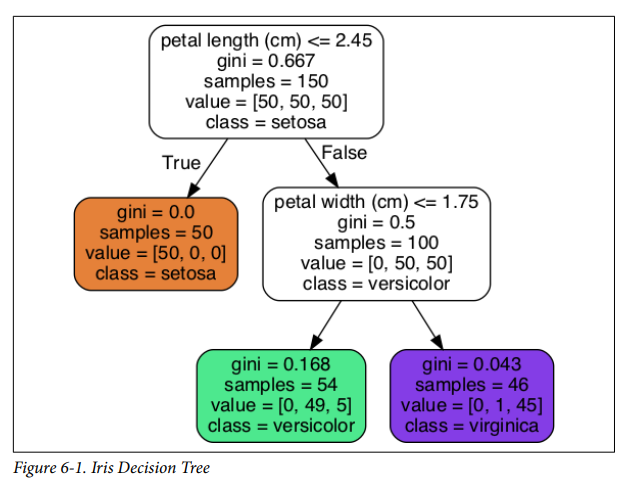 petal length (cm) <= 2.45
gini = 0.667
samples = 150
value = [50, 50, 50]
class = setosa
True
False
gini = 0.0
samples = 50
value = [50, 0, 0]
class = setosa
petal width (cm) <= 1.75
gini = 0.5
samples = 100
value = [0, 50, 50]
class = versicolor
gini = 0.168
samples = 54
value = [0, 49, 5]
class = versicolor
gini = 0.043
samples = 46
value = [0, 1, 45]
class = virginica
Figure 6-1. Iris Decision Tree